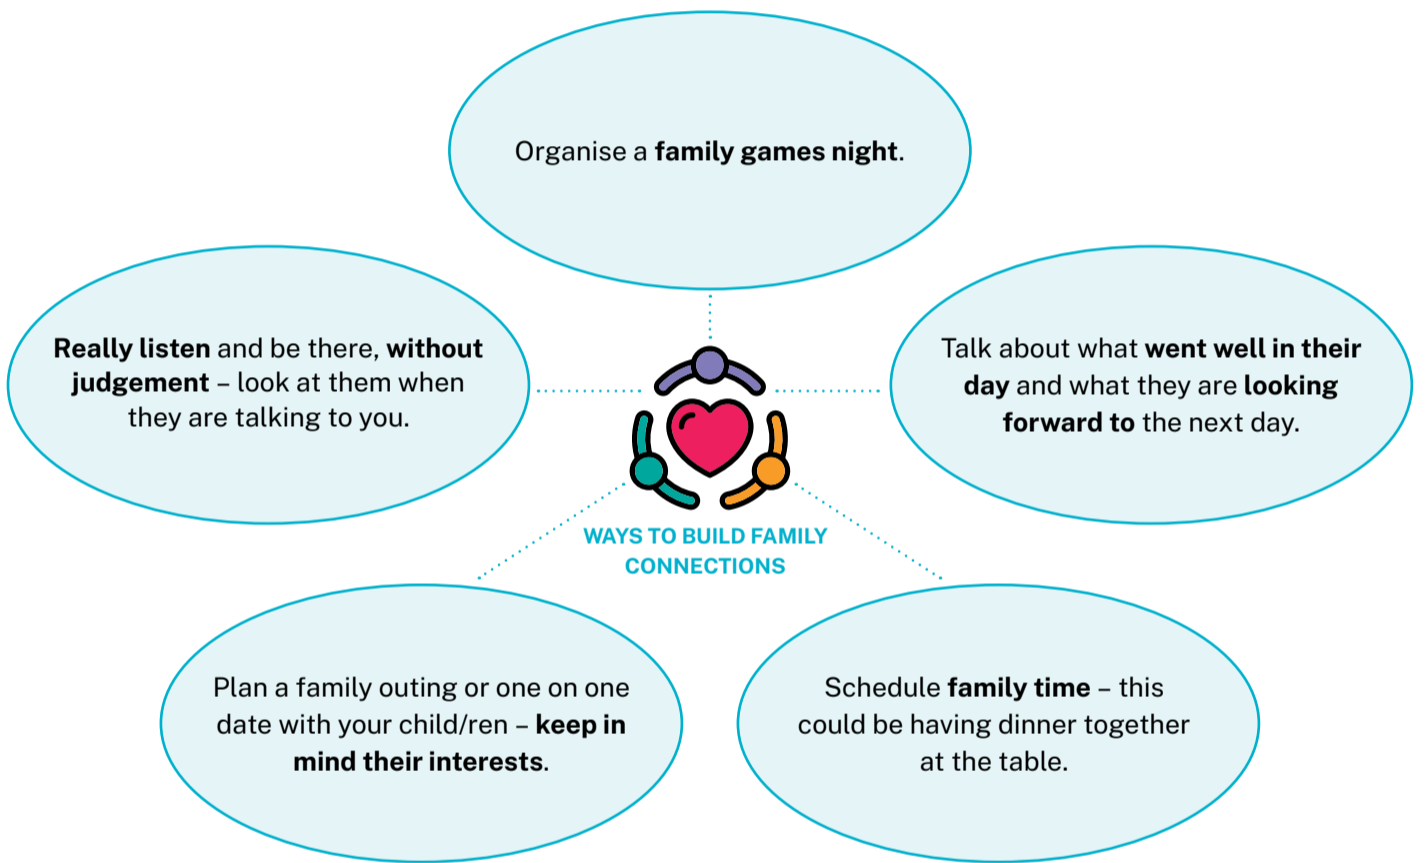 Organise a family games night.
Really listen and be there, without
judgement – look at them when
they are talking to you.
Talk about what went well in their
day and what they are looking
forward to the next day.
WAYS TO BUILD FAMILY
CONNECTIONS
Plan a family outing or one on one
date with your child/ren – keep in
mind their interests.
Schedule family time – this
could be having dinner together
at the table.